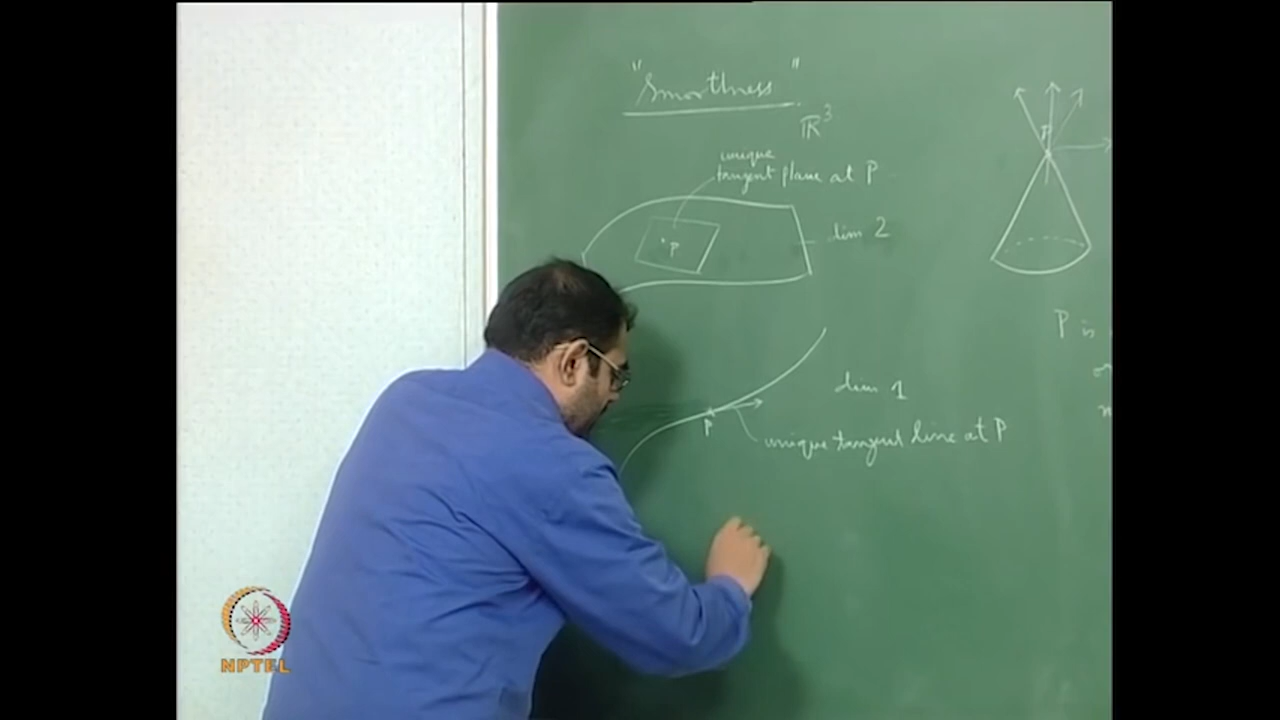 "Smoothness"
ℝ³
unique
tangent plane at P
P
dim 2
P
dim 1
P
unique tangent line at P
P
P is
NPTEL